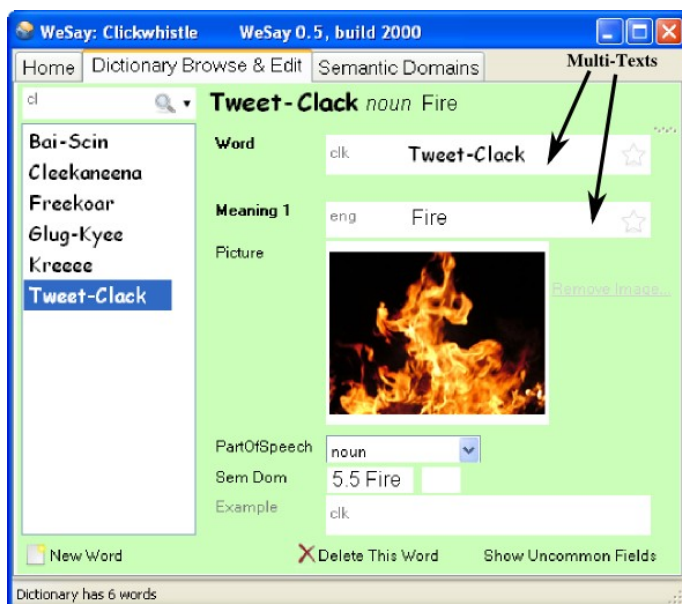 WeSay: Clickwhistle WeSay 0.5, build 2000
Home Dictionary Browse & Edit Semantic Domains Multi-Texts
cl
Tweet-Clack noun Fire
Bai-Scin
Cleekaneena
Freekoar
Glug-Kyee
Kreeee
Tweet-Clack
Word clk Tweet-Clack
Meaning 1 eng Fire
Picture
Remove Image...
PartOfSpeech noun
Sem Dom 5.5 Fire
Example clk
New Word Delete This Word Show Uncommon Fields
Dictionary has 6 words